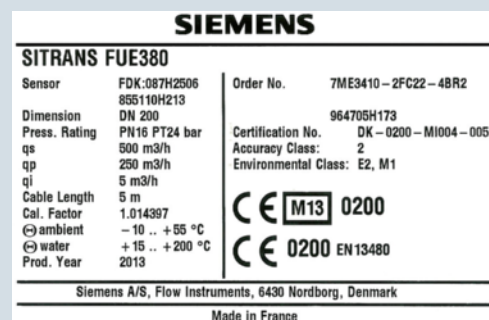 SIEMENS
SITRANS FUE380
Sensor FDK:087H2506
855110H213
Dimension DN 200
Press. Rating PN16 PT24 bar
qs 500 m3/h
qp 250 m3/h
qi 5 m3/h
Cable Length 5 m
Cal. Factor 1.014397
Θ ambient – 10 .. + 55 °C
Θ water + 15 .. + 200 °C
Prod. Year 2013
Order No. 7ME3410 – 2FC22 – 4BR2
964705H173
Certification No. DK – 0200 – MI004 – 005
Accuracy Class: 2
Environmental Class: E2, M1
CE M13 0200
CE 0200 EN13480
Siemens A/S, Flow Instruments, 6430 Nordborg, Denmark
Made in France